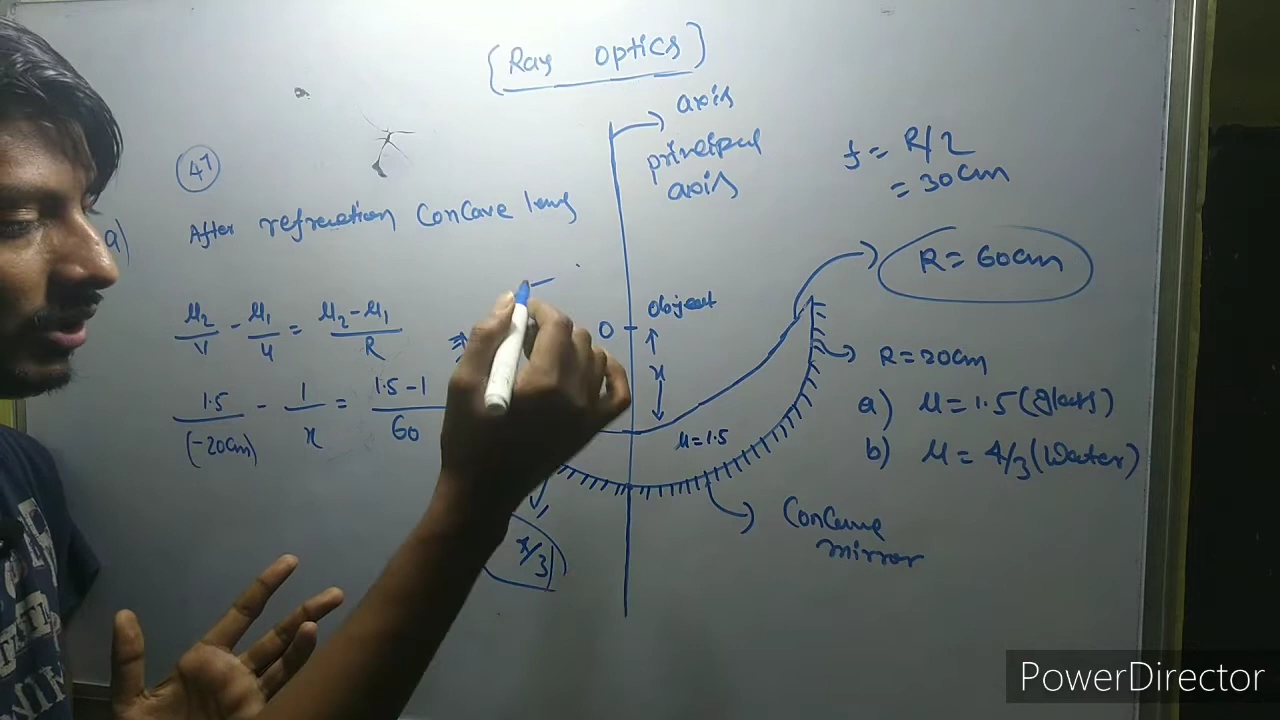 (Ray optics)
axis
principal
axis
f = R/2
= 30cm
47
a)
After refreaction Concave lens
R = 60cm
μ2/v - μ1/u = μ2-μ1/R
object
O
x
R = 20cm
1.5/(-20cm) - 1/x = 1.5-1/60
μ=1.5
a) μ=1.5(glass)
b) μ = 4/3(Water)
Concave
mirror
x/3
PowerDirector